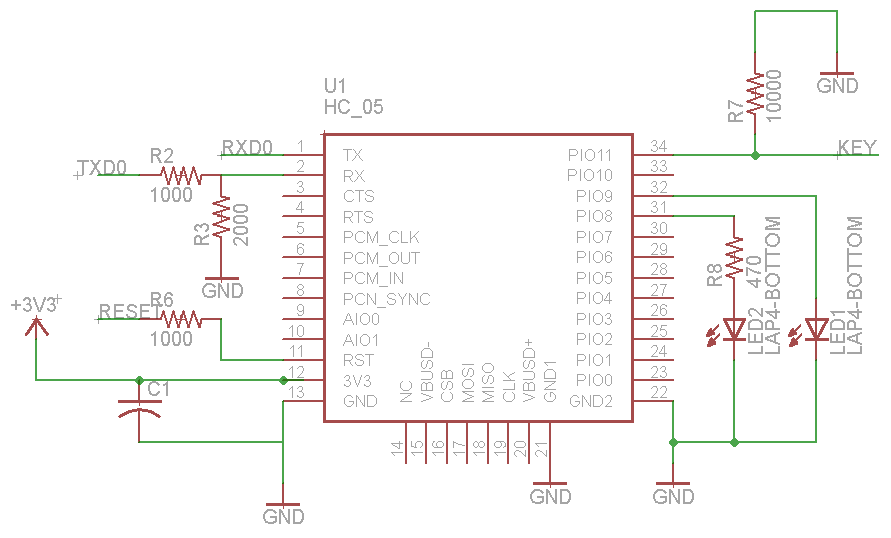 U1
HC_05
R7
10000
GND
RXD0
1
TX
PIO11
34
KEY
TXD0
R2
1000
2
RX
PIO10
33
3
CTS
PIO9
32
4
RTS
PIO8
31
R3
2000
5
PCM_CLK
PIO7
30
6
PCM_OUT
PIO6
29
7
PCM_IN
PIO5
28
8
PCN_SYNC
PIO4
27
GND
R8
470
LED2
LAP4-BOTTOM
LED1
LAP4-BOTTOM
+3V3
RESET
R6
1000
9
AIO0
PIO3
26
10
AIO1
PIO2
25
11
RST
PIO1
24
12
3V3
PIO0
23
13
GND
GND2
22
C1
NC
VBUSD-
CSB
MOSI
MISO
CLK
VBUSD+
GND1
14
15
16
17
18
19
20
21
GND
GND
GND